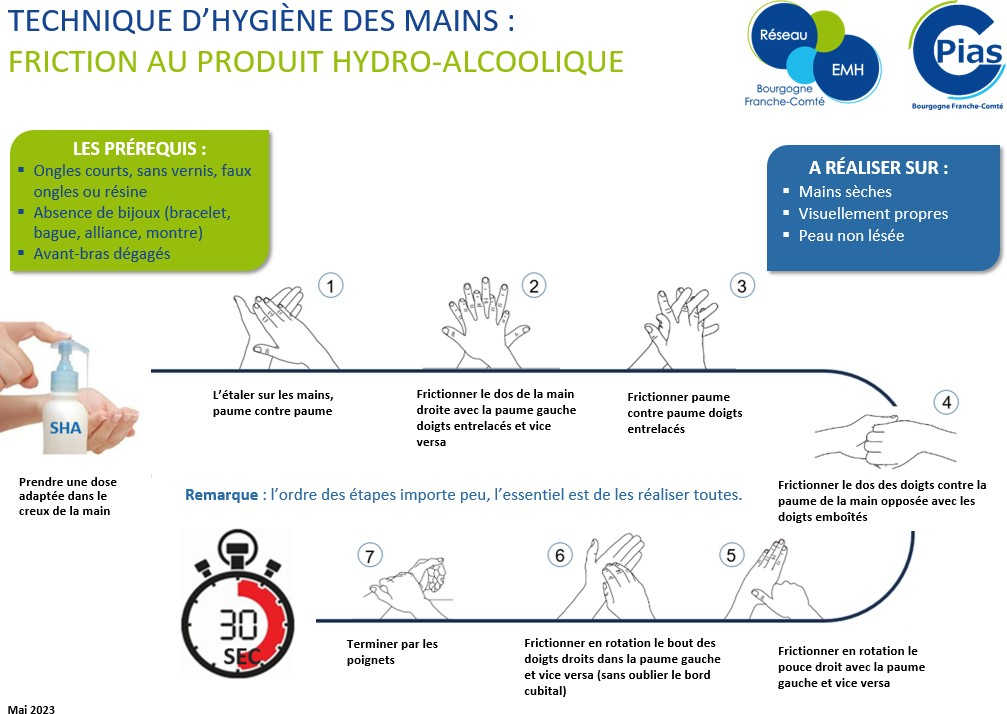 TECHNIQUE D’HYGIÈNE DES MAINS :
FRICTION AU PRODUIT HYDRO-ALCOOLIQUE
Réseau
EMH
Bourgogne
Franche-Comté
CPias
Bourgogne Franche-Comté
LES PRÉREQUIS :
▪ Ongles courts, sans vernis, faux
ongles ou résine
▪ Absence de bijoux (bracelet,
bague, alliance, montre)
▪ Avant-bras dégagés
A RÉALISER SUR :
▪ Mains sèches
▪ Visuellement propres
▪ Peau non lésée
SHA
Prendre une dose
adaptée dans le
creux de la main
1
L’étaler sur les mains,
paume contre paume
2
Frictionner le dos de la main
droite avec la paume gauche
doigts entrelacés et vice
versa
3
Frictionner paume
contre paume doigts
entrelacés
4
Frictionner le dos des doigts contre la
paume de la main opposée avec les
doigts emboîtés
Remarque : l’ordre des étapes importe peu, l’essentiel est de les réaliser toutes.
5
Frictionner en rotation le
pouce droit avec la paume
gauche et vice versa
6
Frictionner en rotation le bout des
doigts droits dans la paume gauche
et vice versa (sans oublier le bord
cubital)
7
Terminer par les
poignets
30
SEC
Mai 2023